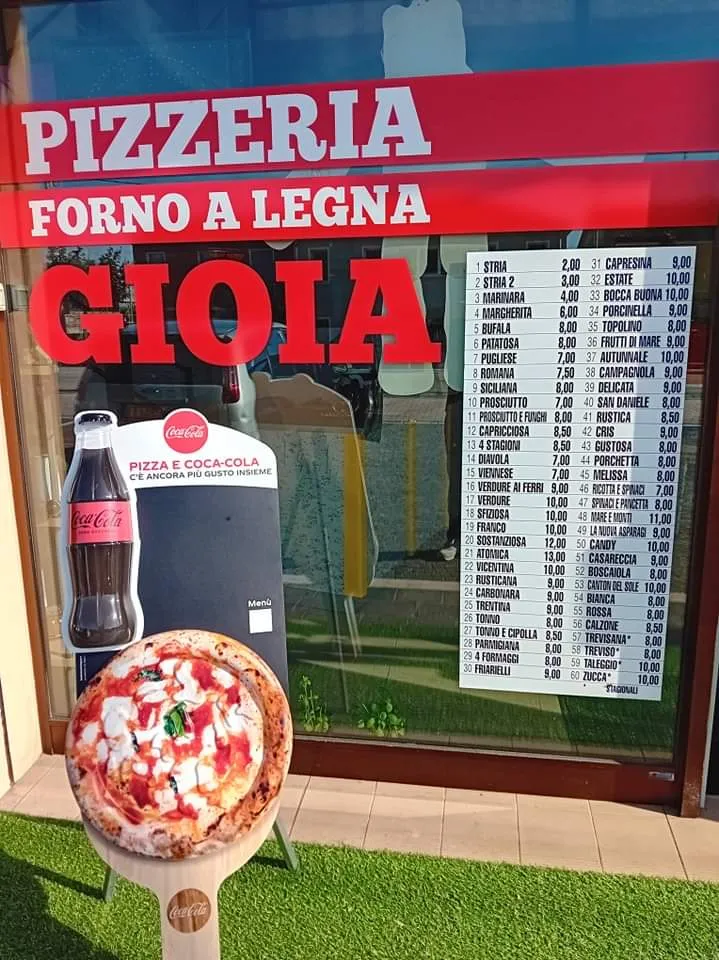 PIZZERIA
FORNO A LEGNA
GIOIA
1 STRIA 2,00
2 STRIA 2 3,00
3 MARINARA 4,00
4 MARGHERITA 6,00
5 BUFALA 8,00
6 PATATOSA 8,00
7 PUGLIESE 7,00
8 ROMANA 7,50
9 SICILIANA 8,00
10 PROSCIUTTO 7,00
11 PROSCIUTTO E FUNGHI 8,00
12 CAPRICCIOSA 8,50
13 4 STAGIONI 8,50
14 DIAVOLA 7,00
15 VIENNESE 7,00
16 VERDURE AI FERRI 9,00
17 VERDURE 10,00
18 SFIZIOSA 10,00
19 FRANCO 10,00
20 SOSTANZIOSA 12,00
21 ATOMICA 13,00
22 VICENTINA 10,00
23 RUSTICANA 9,00
24 CARBONARA 9,00
25 TRENTINA 9,00
26 TONNO 8,00
27 TONNO E CIPOLLA 8,50
28 PARMIGIANA 8,00
29 4 FORMAGGI 8,00
30 FRIARIELLI 9,00
31 CAPRESINA 9,00
32 ESTATE 10,00
33 BOCCA BUONA 10,00
34 PORCINELLA 9,00
35 TOPOLINO 8,00
36 FRUTTI DI MARE 9,00
37 AUTUNNALE 10,00
38 CAMPAGNOLA 9,00
39 DELICATA 9,00
40 SAN DANIELE 8,00
41 RUSTICA 8,50
42 CRIS 9,00
43 GUSTOSA 8,00
44 PORCHETTA 8,00
45 MELISSA 8,00
46 RICOTTA E SPINACI 7,00
47 SPINACI E PANCETTA 8,00
48 MARE E MONTI 11,00
49 LA NUOVA ASPARAGI 9,00
50 CANDY 10,00
51 CASARECCIA 9,00
52 BOSCAIOLA 8,00
53 CANTON DEL SOLE 10,00
54 BIANCA 8,00
55 ROSSA 8,00
56 CALZONE 8,50
57 TREVISANA* 8,00
58 TREVISO* 8,00
59 TALEGGIO* 10,00
60 ZUCCA* 10,00
* STAGIONALI
Coca-Cola
PIZZA E COCA-COLA
C'È ANCORA PIÙ GUSTO INSIEME
Coca-Cola
Menù
Coca-Cola